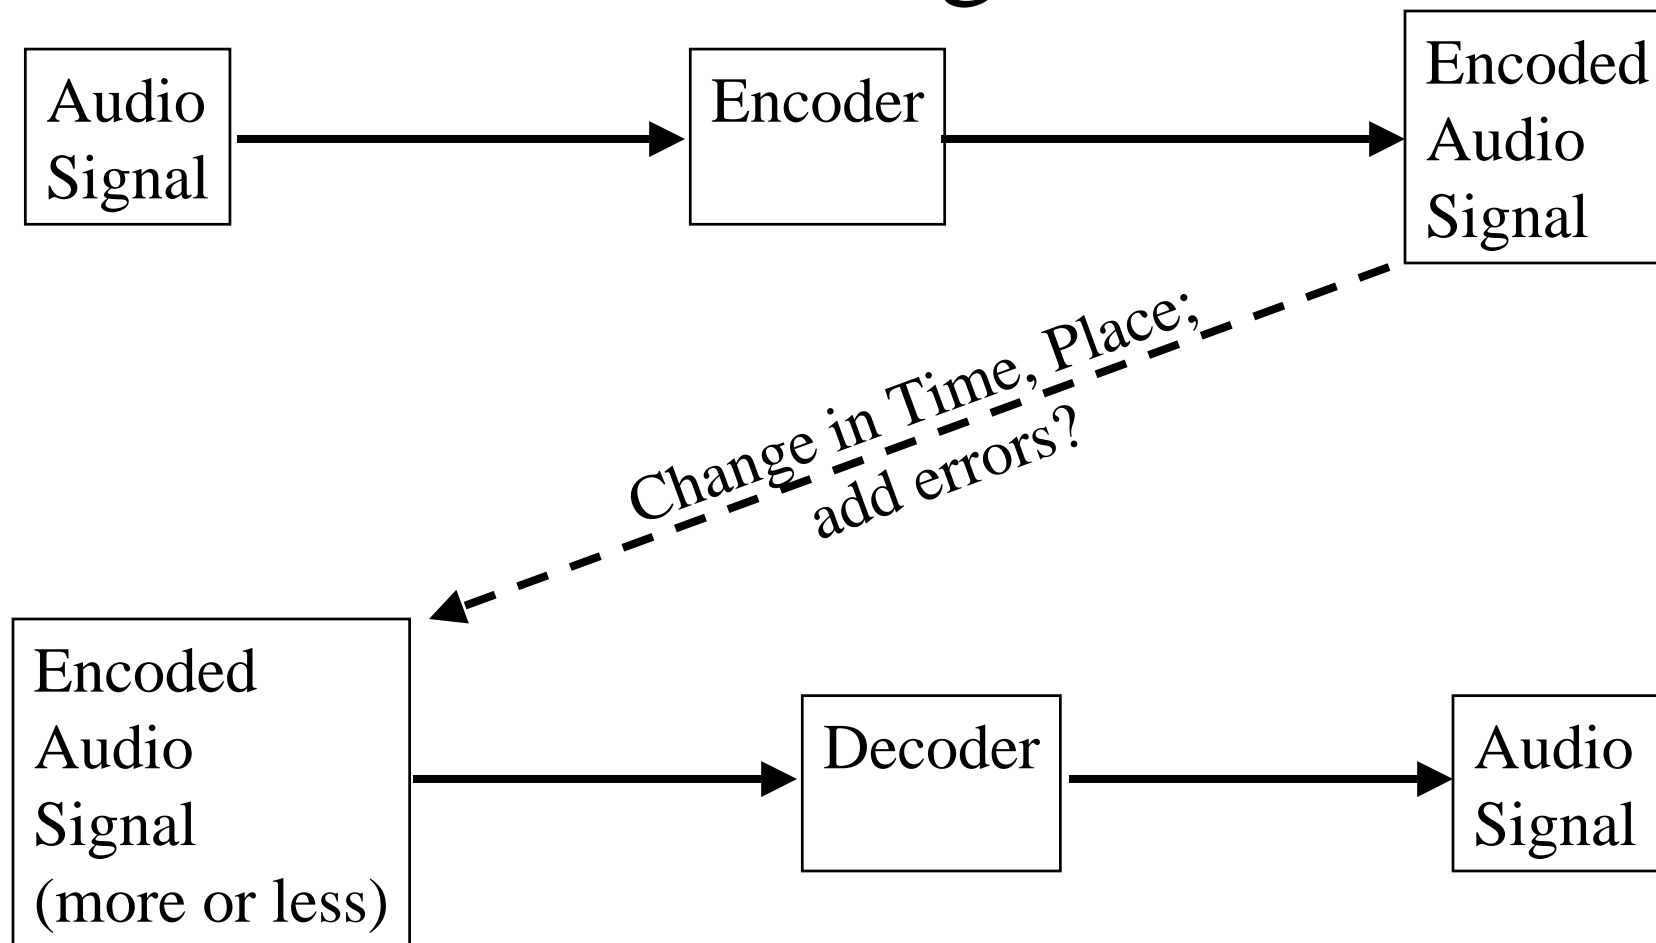 Audio
Signal
Encoder
Encoded
Audio
Signal
Change in Time, Place;
add errors?
Encoded
Audio
Signal
(more or less)
Decoder
Audio
Signal